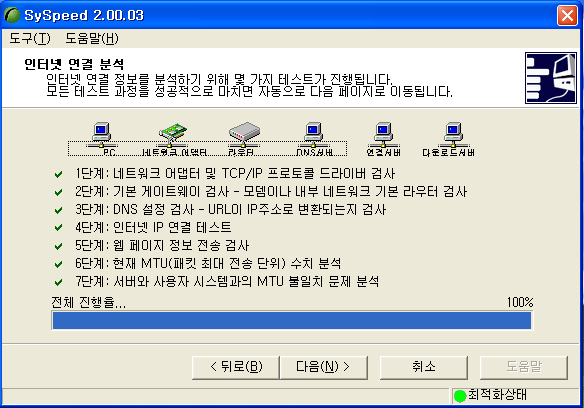 SySpeed 2.00.03
도구(T) 도움말(H)
인터넷 연결 분석
인터넷 연결 정보를 분석하기 위해 몇 가지 테스트가 진행됩니다.
모든 테스트 과정을 성공적으로 마치면 자동으로 다음 페이지로 이동됩니다.
PC 네트워크 어댑터 라우터 DNS서버 연결서버 다운로드서버
1단계: 네트워크 어댑터 및 TCP/IP 프로토콜 드라이버 검사
2단계: 기본 게이트웨이 검사 - 모뎀이나 내부 네트워크 기본 라우터 검사
3단계: DNS 설정 검사 - URL이 IP주소로 변환되는지 검사
4단계: 인터넷 IP 연결 테스트
5단계: 웹 페이지 정보 전송 검사
6단계: 현재 MTU(패킷 최대 전송 단위) 수치 분석
7단계: 서버와 사용자 시스템과의 MTU 불일치 문제 분석
전체 진행율... 100%
< 뒤로(B) 다음(N) > 취소 도움말
최적화상태